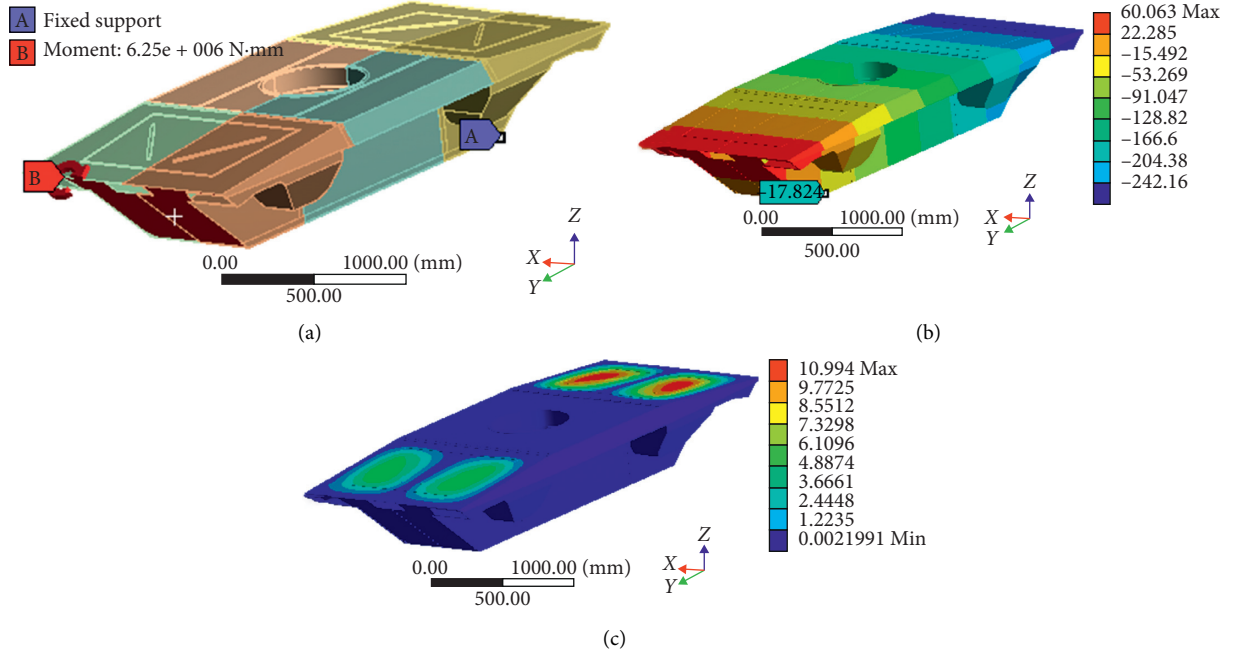 A Fixed support
B Moment: 6.25e + 006 N·mm
A
B
0.00 1000.00 (mm)
500.00
Z
X
Y
(a)
60.063 Max
22.285
−15.492
−53.269
−91.047
−128.82
−166.6
−204.38
−242.16
−17.824
0.00 1000.00 (mm)
500.00
Z
X
Y
(b)
10.994 Max
9.7725
8.5512
7.3298
6.1096
4.8874
3.6661
2.4448
1.2235
0.0021991 Min
0.00 1000.00 (mm)
500.00
Z
X
Y
(c)